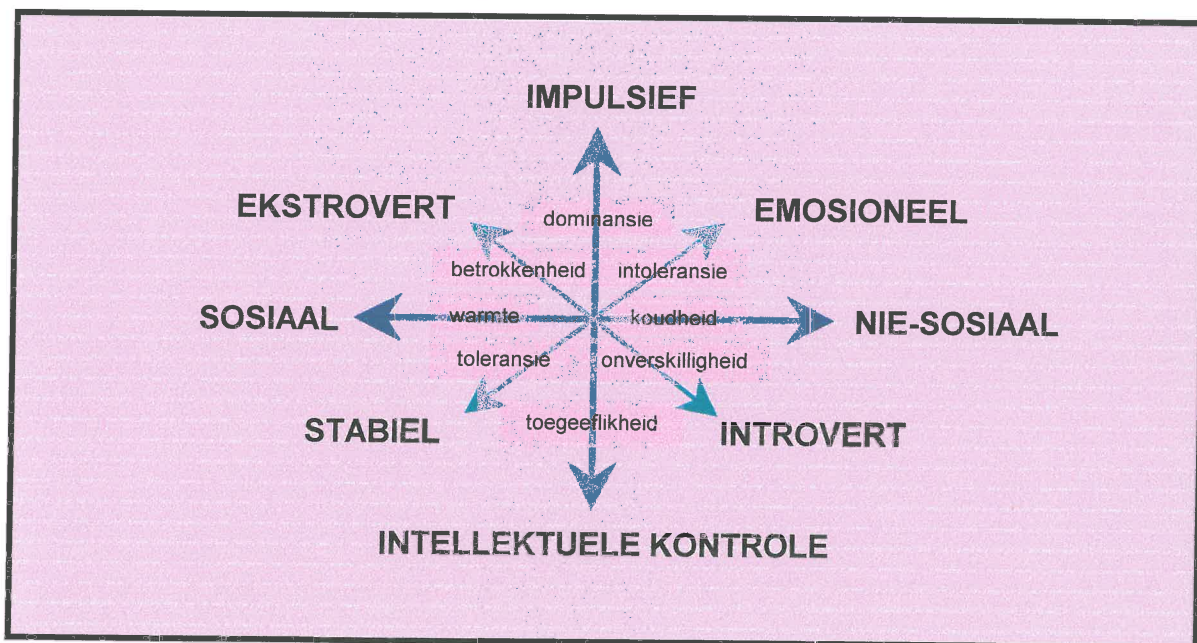 IMPULSIEF
EKSTROVERT
dominansie
EMOSIONEEL
betrokkenheid
intoleransie
SOSIAAL
warmte
koudheid
NIE-SOSIAAL
toleransie
onverskilligheid
STABIEL
toegeeflikheid
INTROVERT
INTELLEKTUELE KONTROLE